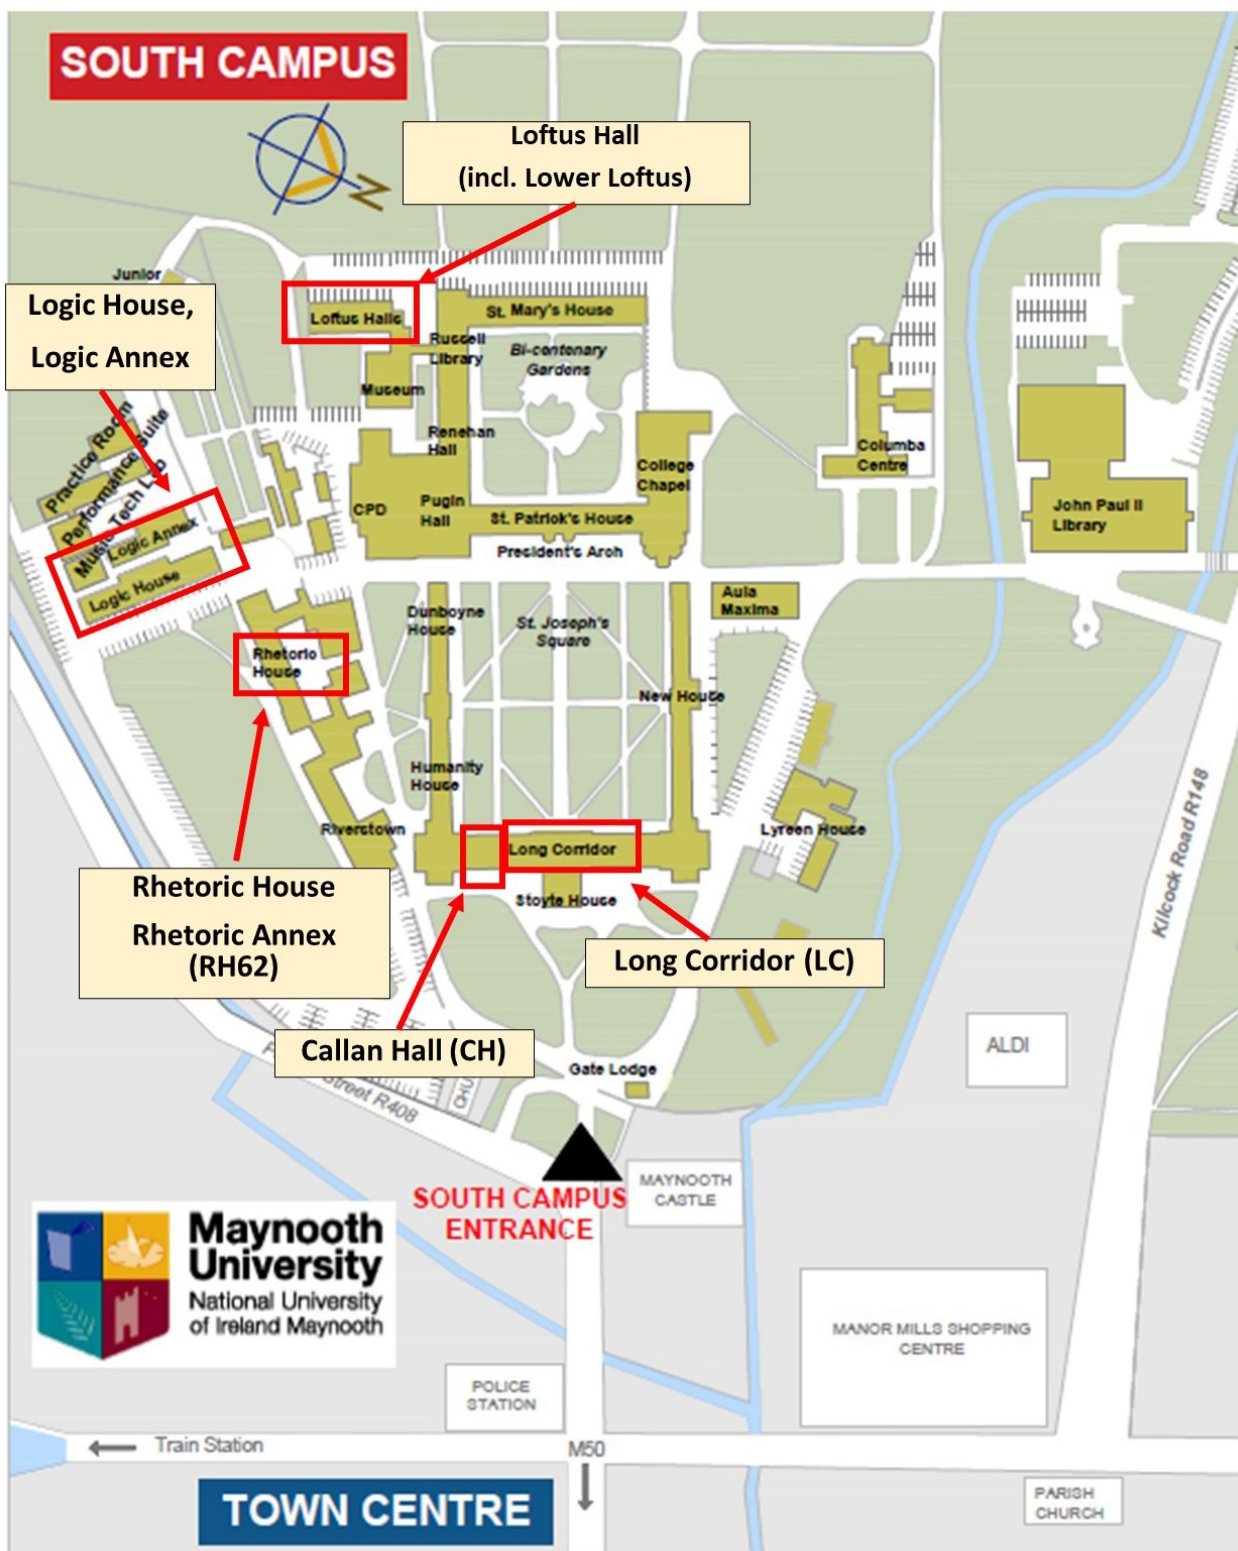 SOUTH CAMPUS
N
Loftus Hall
(incl. Lower Loftus)
Junior
Logic House,
Logic Annex
Loftus Halls
St. Mary's House
Russell
Library
Bi-centenary
Gardens
Museum
Practice Room
Performance Suite
Music Tech Lab
Renehan
Hall
College
Chapel
Columba
Centre
CPD
Pugin
Hall
St. Patrick's House
John Paul II
Library
Logic Annex
Logic House
President's Arch
Dunboyne
House
St. Joseph's
Square
Aula
Maxima
Rhetoric
House
New House
Humanity
House
Riverstown
Long Corridor
Lyreen House
Kilcock Road R148
Stoyte House
Rhetoric House
Rhetoric Annex
(RH62)
Long Corridor (LC)
Callan Hall (CH)
ALDI
Gate Lodge
Street R408
CHU
MAYNOOTH
CASTLE
SOUTH CAMPUS
ENTRANCE
Maynooth
University
National University
of Ireland Maynooth
MANOR MILLS SHOPPING
CENTRE
POLICE
STATION
Train Station
M50
TOWN CENTRE
PARISH
CHURCH